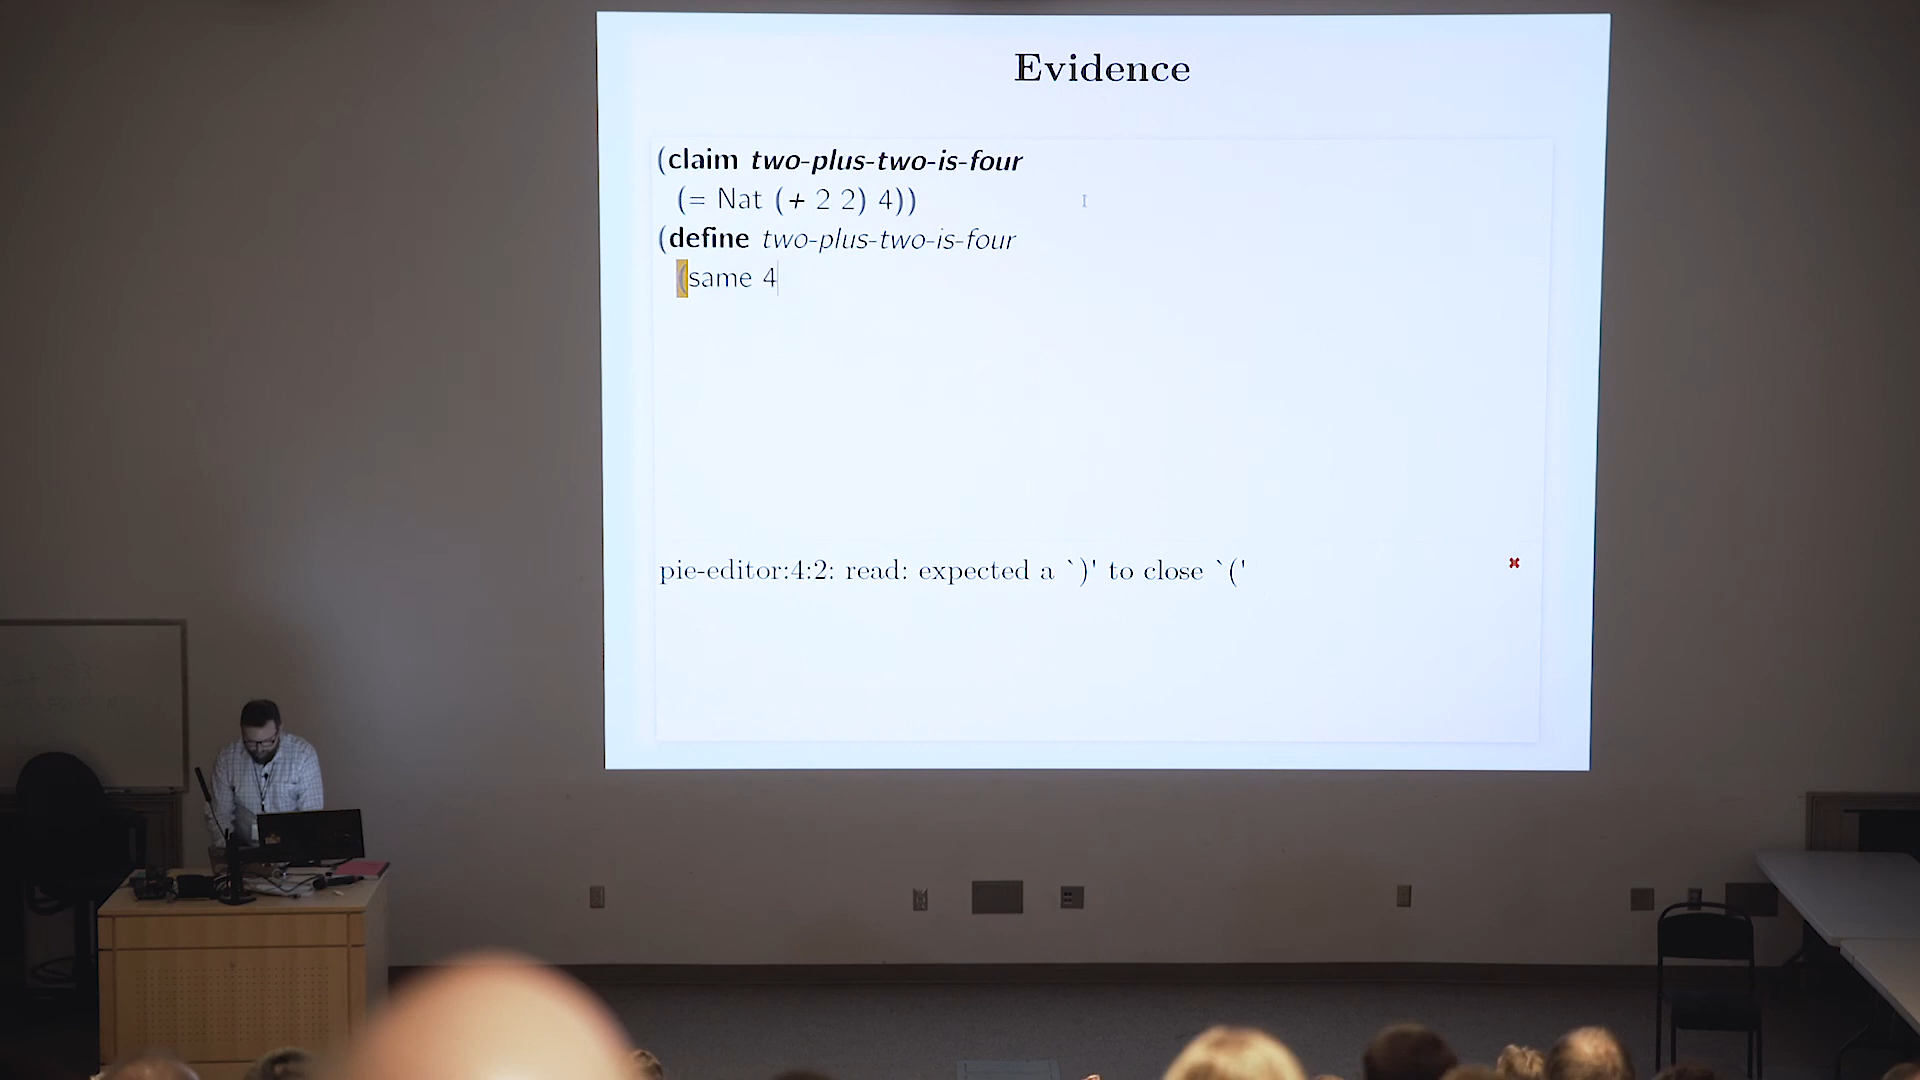 Evidence
(claim two-plus-two-is-four
(= Nat (+ 2 2) 4))
(define two-plus-two-is-four
(same 4
pie-editor:4:2: read: expected a `)' to close `('